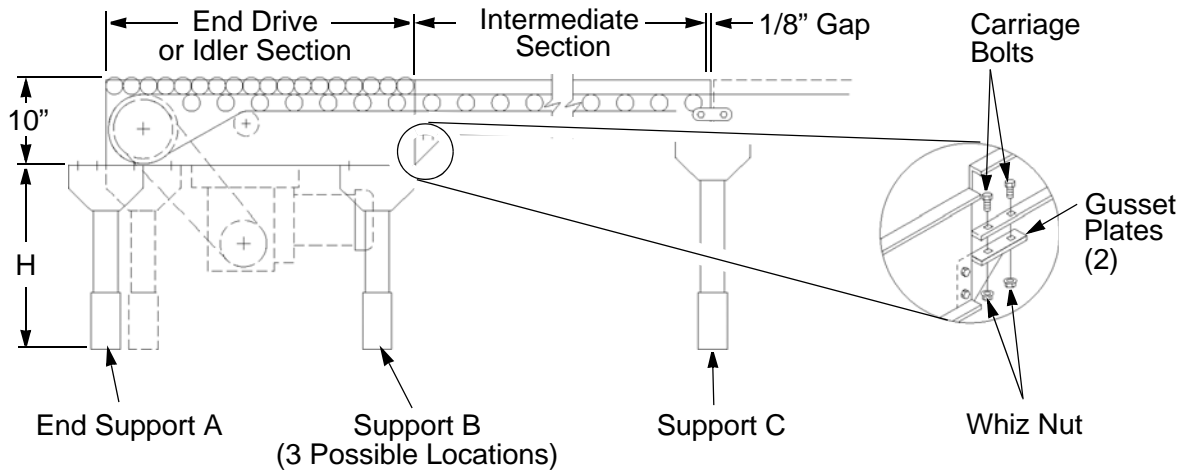 End Drive
or Idler Section
Intermediate
Section
1/8” Gap
Carriage
Bolts
10”
H
Gusset
Plates
(2)
End Support A
Support B
(3 Possible Locations)
Support C
Whiz Nut